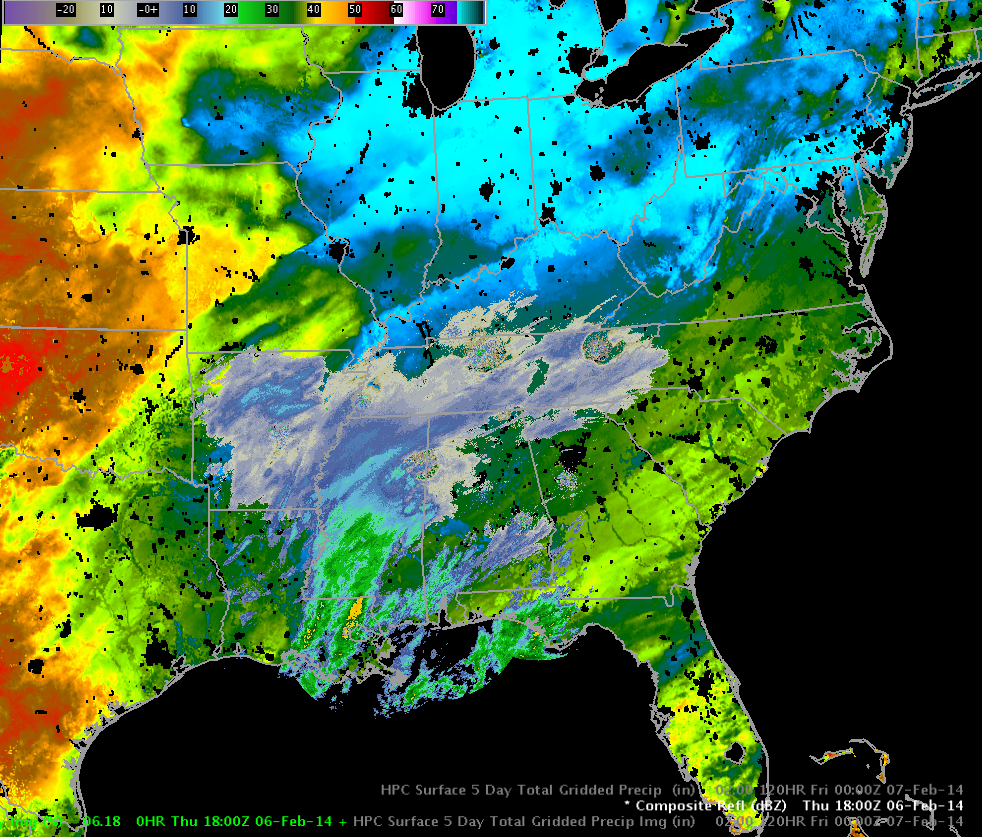 -20 10 -0+ 10 20 30 40 50 60 70
HPC Surface 5 Day Total Gridded Precip (in) 120HR Fri 00:00Z 07-Feb-14
* Composite Refl (dBZ) Thu 18:00Z 06-Feb-14
06.18 0HR Thu 18:00Z 06-Feb-14 + HPC Surface 5 Day Total Gridded Precip Img (in) 120HR Fri 00:00Z 07-Feb-14